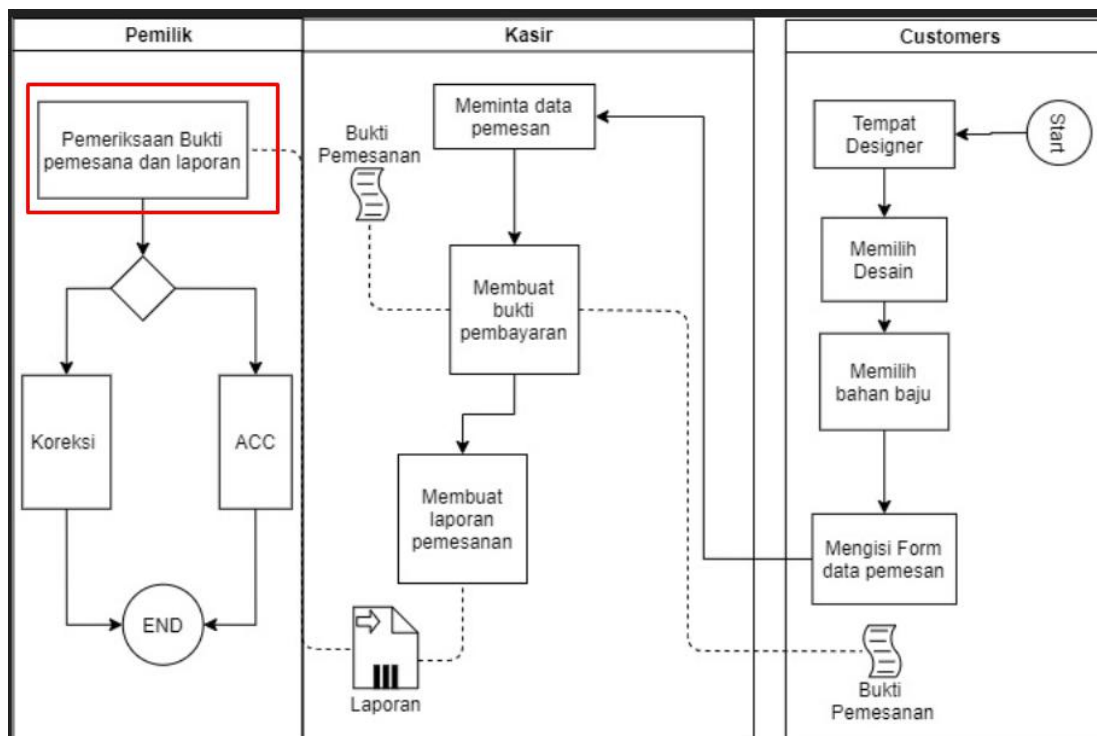 Pemilik
Kasir
Customers
Pemeriksaan Bukti
pemesana dan laporan
Koreksi
ACC
END
Meminta data
pemesan
Bukti
Pemesanan
Membuat
bukti
pembayaran
Membuat
laporan
pemesanan
Laporan
Start
Tempat
Designer
Memilih
Desain
Memilih
bahan baju
Mengisi Form
data pemesan
Bukti
Pemesanan